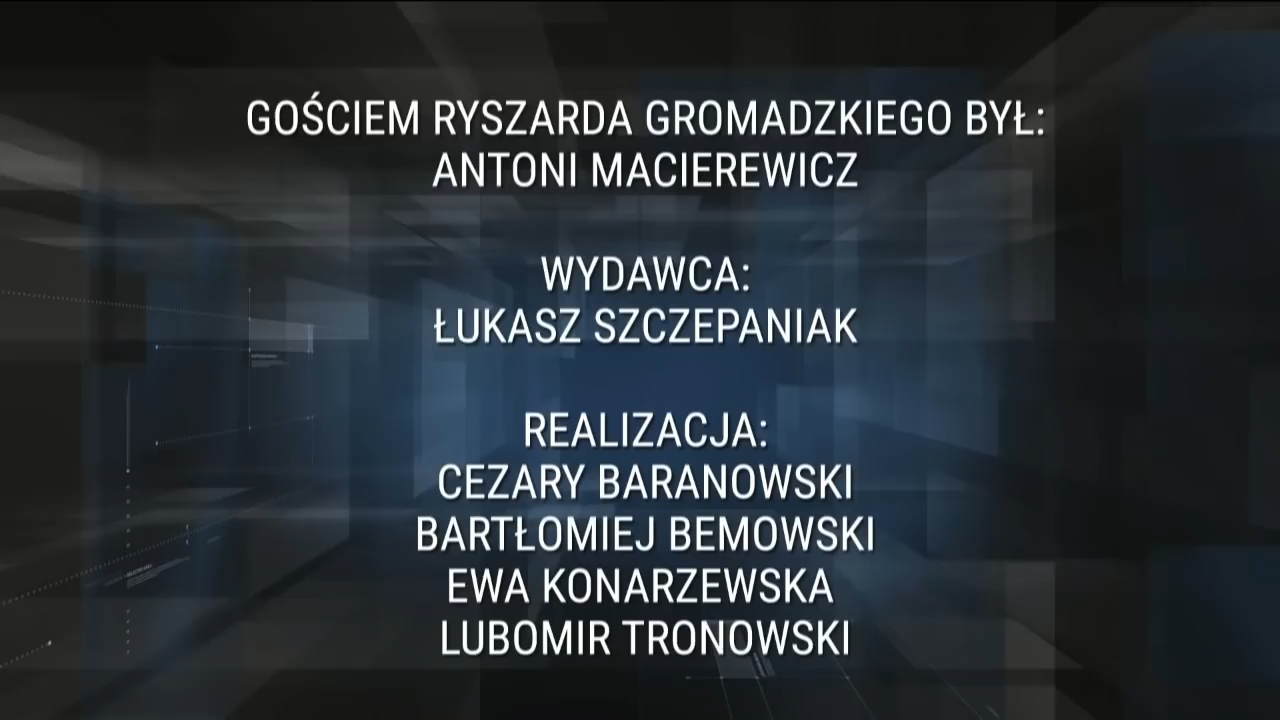 GOŚCIEM RYSZARDA GROMADZKIEGO BYŁ:
ANTONI MACIEREWICZ
WYDAWCA:
ŁUKASZ SZCZEPANIAK
REALIZACJA:
CEZARY BARANOWSKI
BARTŁOMIEJ BEMOWSKI
EWA KONARZEWSKA
LUBOMIR TRONOWSKI